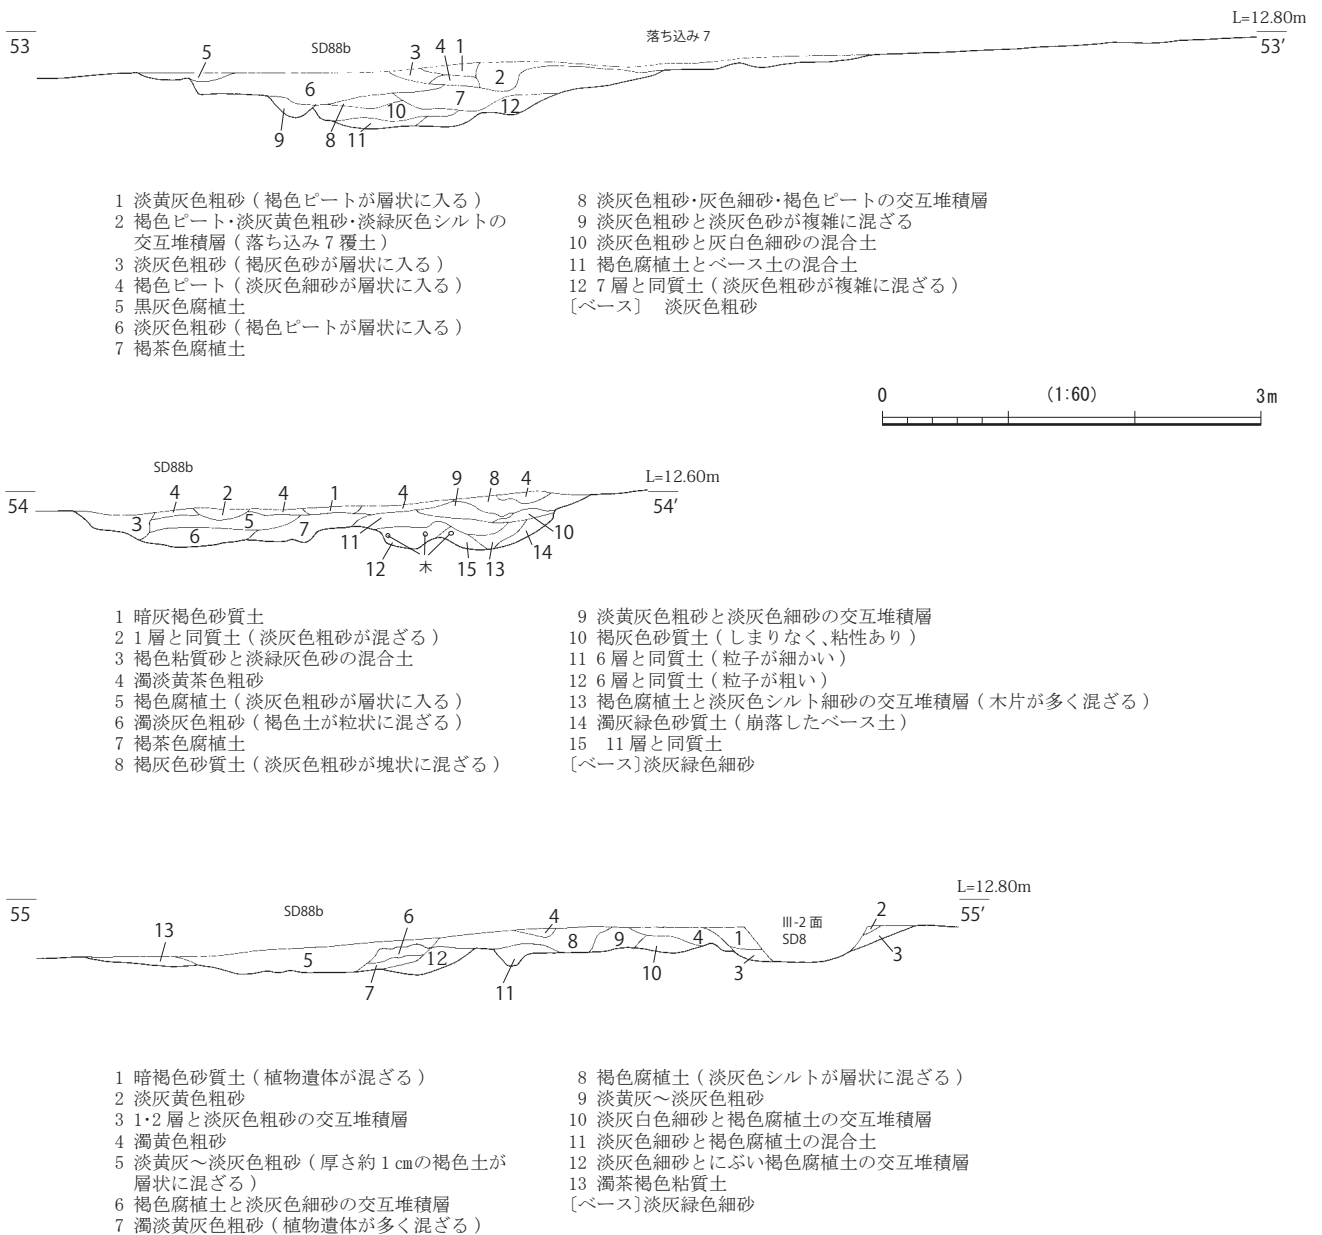 L=12.80m
53
5
SD88b
3
4
1
落ち込み 7
53′
2
6
7
10
12
9
8
11
1 淡黄灰色粗砂 ( 褐色ピートが層状に入る )
2 褐色ピート・淡灰黄色粗砂・淡緑灰色シルトの
交互堆積層 ( 落ち込み 7 覆土 )
3 淡灰色粗砂 ( 褐灰色砂が層状に入る )
4 褐色ピート ( 淡灰色細砂が層状に入る )
5 黒灰色腐植土
6 淡灰色粗砂 ( 褐色ピートが層状に入る )
7 褐茶色腐植土
8 淡灰色粗砂・灰色細砂・褐色ピートの交互堆積層
9 淡灰色粗砂と淡灰色砂が複雑に混ざる
10 淡灰色粗砂と灰白色細砂の混合土
11 褐色腐植土とベース土の混合土
12 7 層と同質土 ( 淡灰色粗砂が複雑に混ざる )
〔ベース〕 淡灰色粗砂
0
(1:60)
3m
SD88b
L=12.60m
54
4
2
4
1
4
9
8
4
54′
3
6
5
7
11
12
木
15
13
14
10
1 暗灰褐色砂質土
2 1 層と同質土 ( 淡灰色粗砂が混ざる )
3 褐色粘質砂と淡緑灰色砂の混合土
4 濁淡黄茶色粗砂
5 褐色腐植土 ( 淡灰色粗砂が層状に入る )
6 濁淡灰色粗砂 ( 褐色土が粒状に混ざる )
7 褐茶色腐植土
8 褐灰色砂質土 ( 淡灰色粗砂が塊状に混ざる )
9 淡黄灰色粗砂と淡灰色細砂の交互堆積層
10 褐灰色砂質土 ( しまりなく、粘性あり )
11 6 層と同質土 ( 粒子が細かい )
12 6 層と同質土 ( 粒子が粗い )
13 褐色腐植土と淡灰色シルト細砂の交互堆積層 ( 木片が多く混ざる )
14 濁灰緑色砂質土 ( 崩落したベース土 )
15 11 層と同質土
〔ベース〕淡灰緑色細砂
L=12.80m
55
13
SD88b
6
4
III-2 面
SD8
2
55′
5
7
12
11
8
9
10
4
1
3
3
1 暗褐色砂質土 ( 植物遺体が混ざる )
2 淡灰黄色粗砂
3 1・2 層と淡灰色粗砂の交互堆積層
4 濁黄色粗砂
5 淡黄灰～淡灰色粗砂 ( 厚さ約 1 ㎝の褐色土が
層状に混ざる )
6 褐色腐植土と淡灰色細砂の交互堆積層
7 濁淡黄灰色粗砂 ( 植物遺体が多く混ざる )
8 褐色腐植土 ( 淡灰色シルトが層状に混ざる )
9 淡黄灰～淡灰色粗砂
10 淡灰白色細砂と褐色腐植土の交互堆積層
11 淡灰色細砂と褐色腐植土の混合土
12 淡灰色細砂とにぶい褐色腐植土の交互堆積層
13 濁茶褐色粘質土
〔ベース〕淡灰緑色細砂